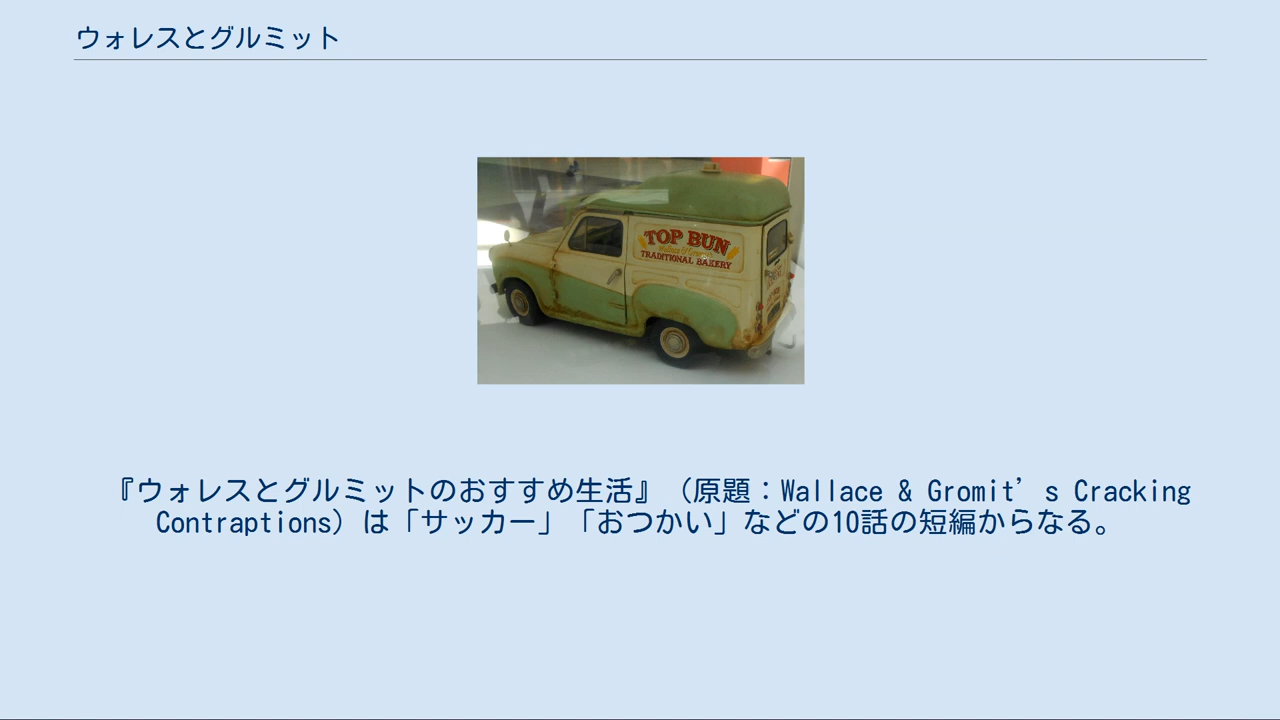 ウォレスとグルミット
TOP BUN
Wallace & Gromit
TRADITIONAL BAKERY
『ウォレスとグルミットのおすすめ生活』（原題：Wallace & Gromit’s Cracking
Contraptions）は「サッカー」「おつかい」などの10話の短編からなる。